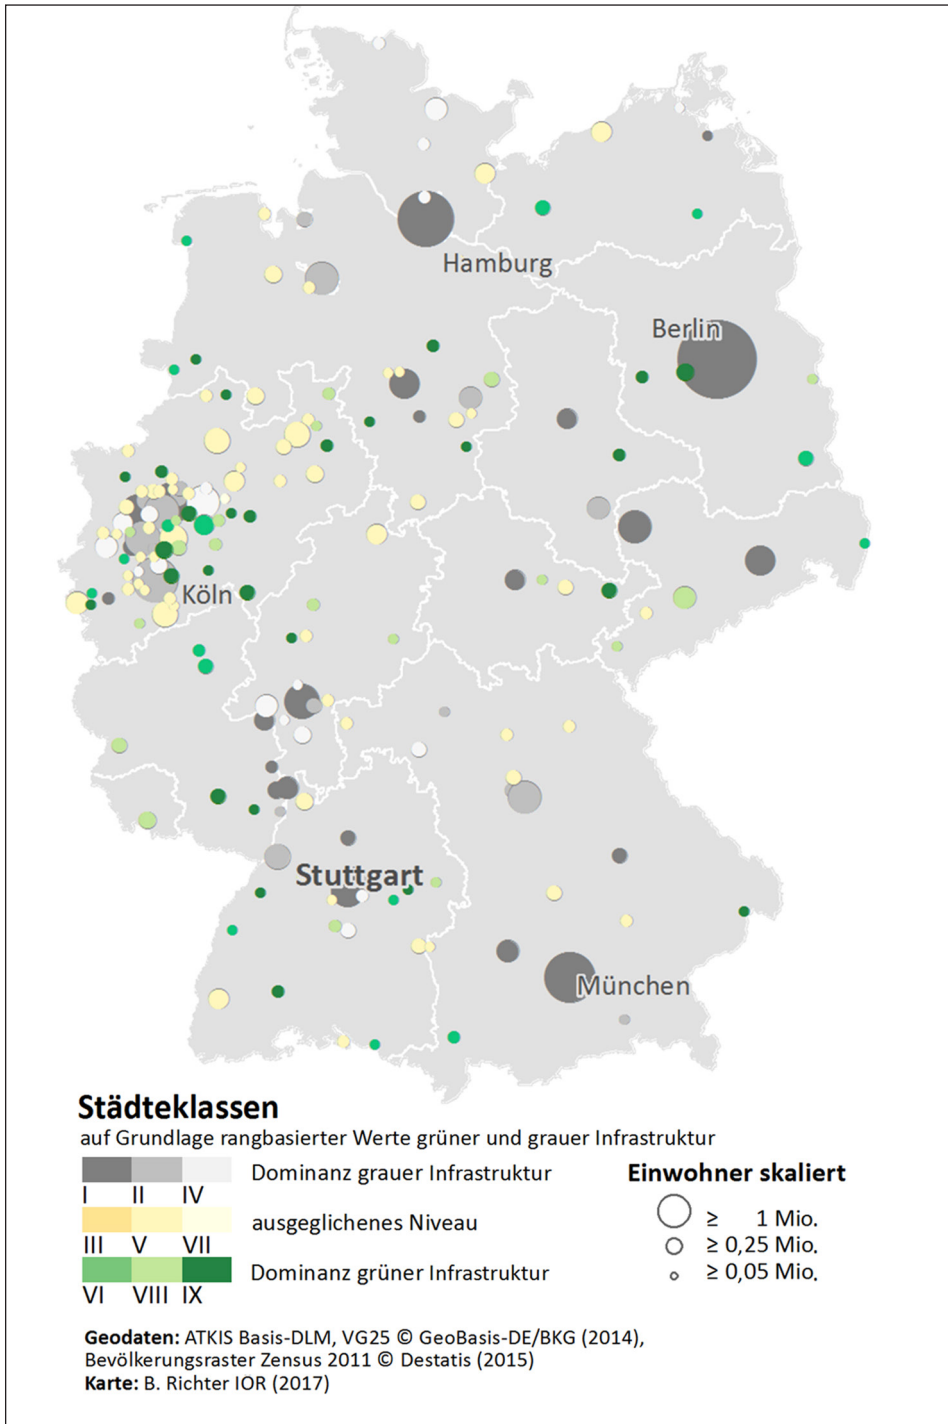 Hamburg
Berlin
Köln
Stuttgart
München
Städteklassen
auf Grundlage rangbasierter Werte grüner und grauer Infrastruktur
Dominanz grauer Infrastruktur
I II IV
ausgeglichenes Niveau
III V VII
Dominanz grüner Infrastruktur
VI VIII IX
Einwohner skaliert
≥ 1 Mio.
≥ 0,25 Mio.
≥ 0,05 Mio.
Geodaten: ATKIS Basis-DLM, VG25 © GeoBasis-DE/BKG (2014),
Bevölkerungsraster Zensus 2011 © Destatis (2015)
Karte: B. Richter IOR (2017)